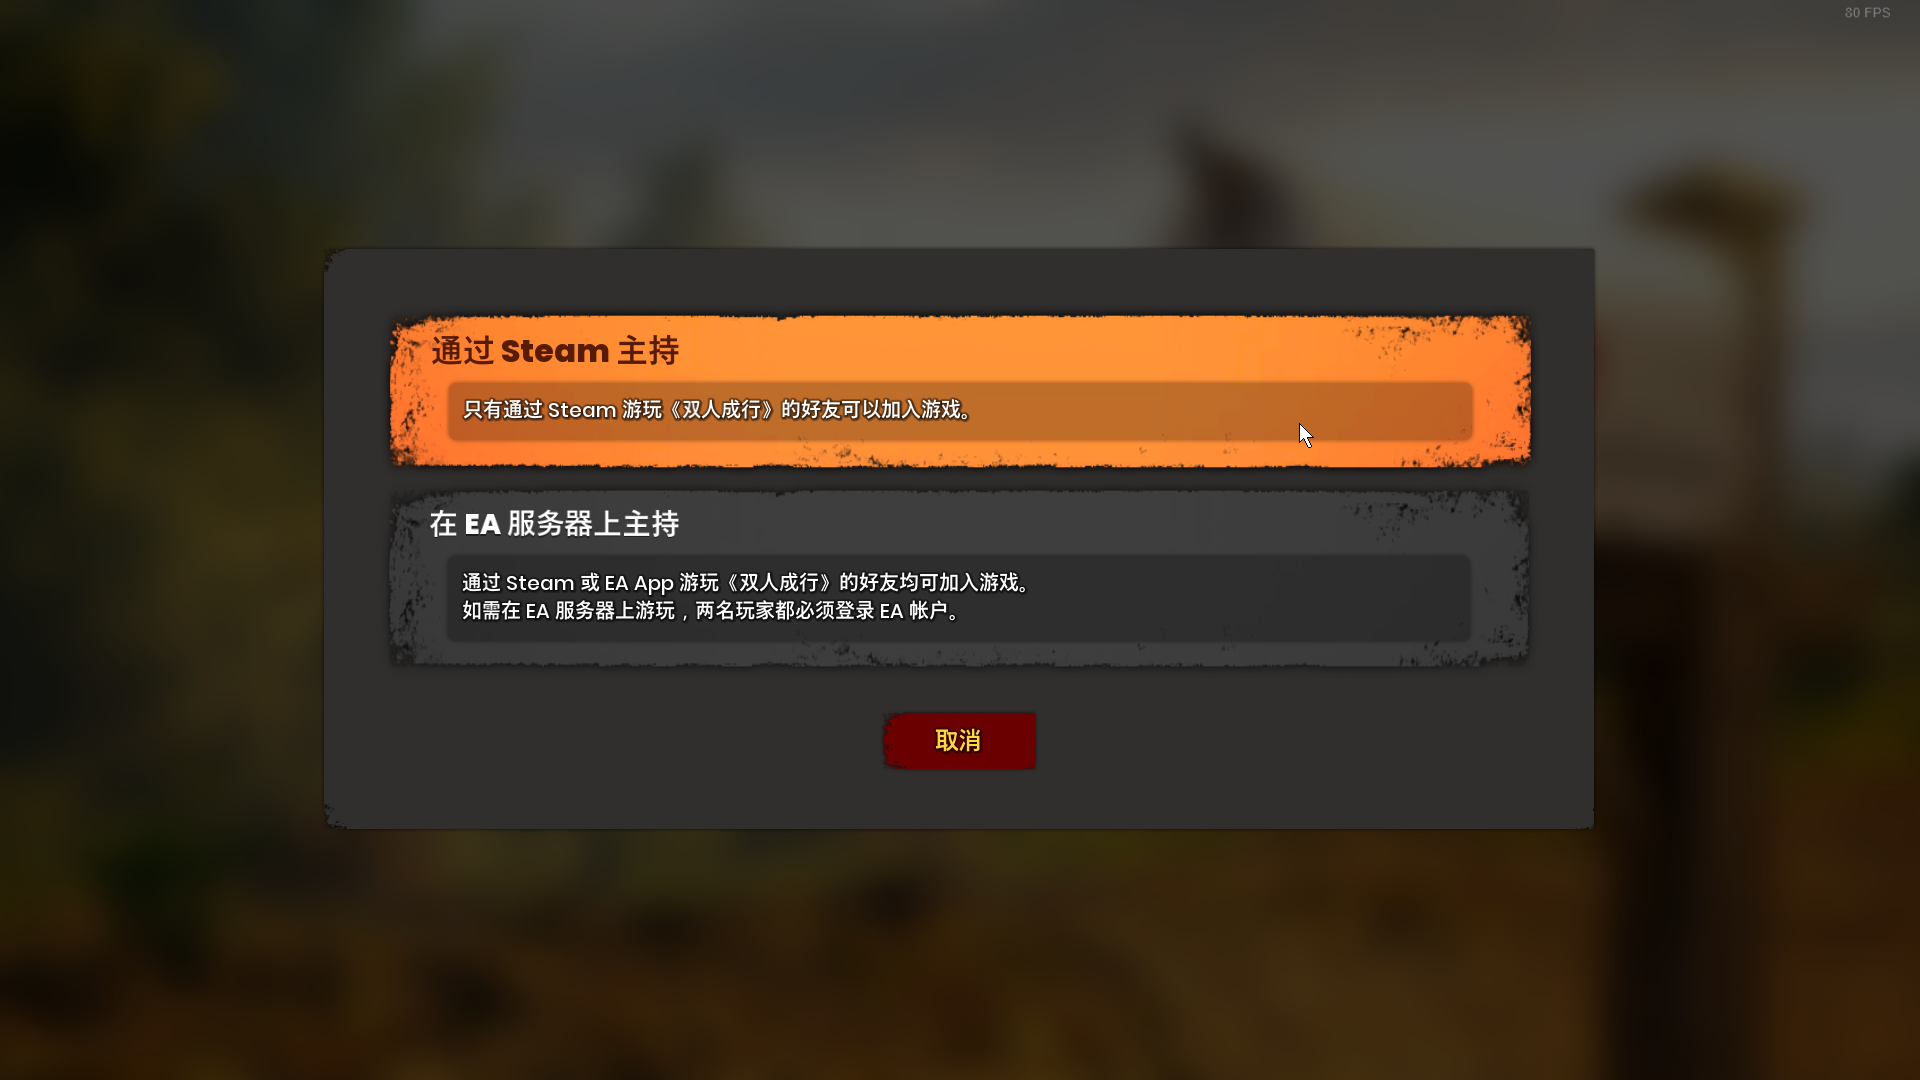 80 FPS
通过 Steam 主持
只有通过 Steam 游玩《双人成行》的好友可以加入游戏。
在 EA 服务器上主持
通过 Steam 或 EA App 游玩《双人成行》的好友均可加入游戏。
如需在 EA 服务器上游玩，两名玩家都必须登录 EA 帐户。
取消